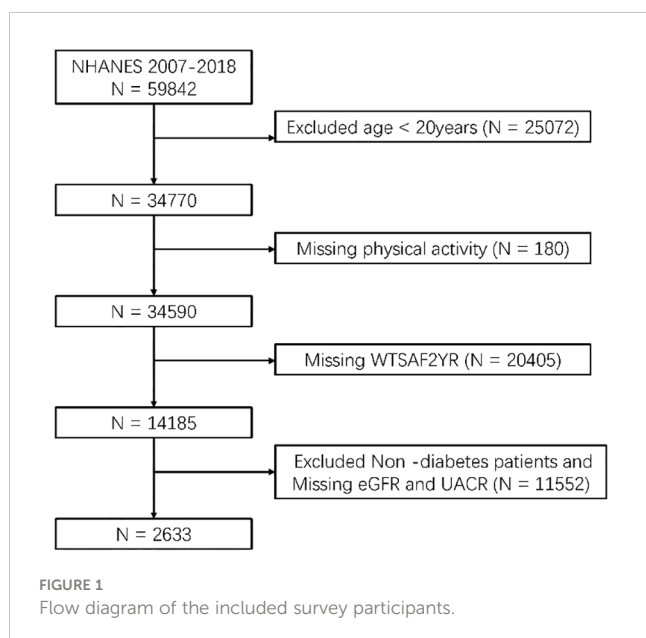 NHANES 2007-2018
N = 59842
Excluded age < 20years (N = 25072)
N = 34770
Missing physical activity (N = 180)
N = 34590
Missing WTSAF2YR (N = 20405)
N = 14185
Excluded Non -diabetes patients and
Missing eGFR and UACR (N = 11552)
N = 2633
FIGURE 1
Flow diagram of the included survey participants.